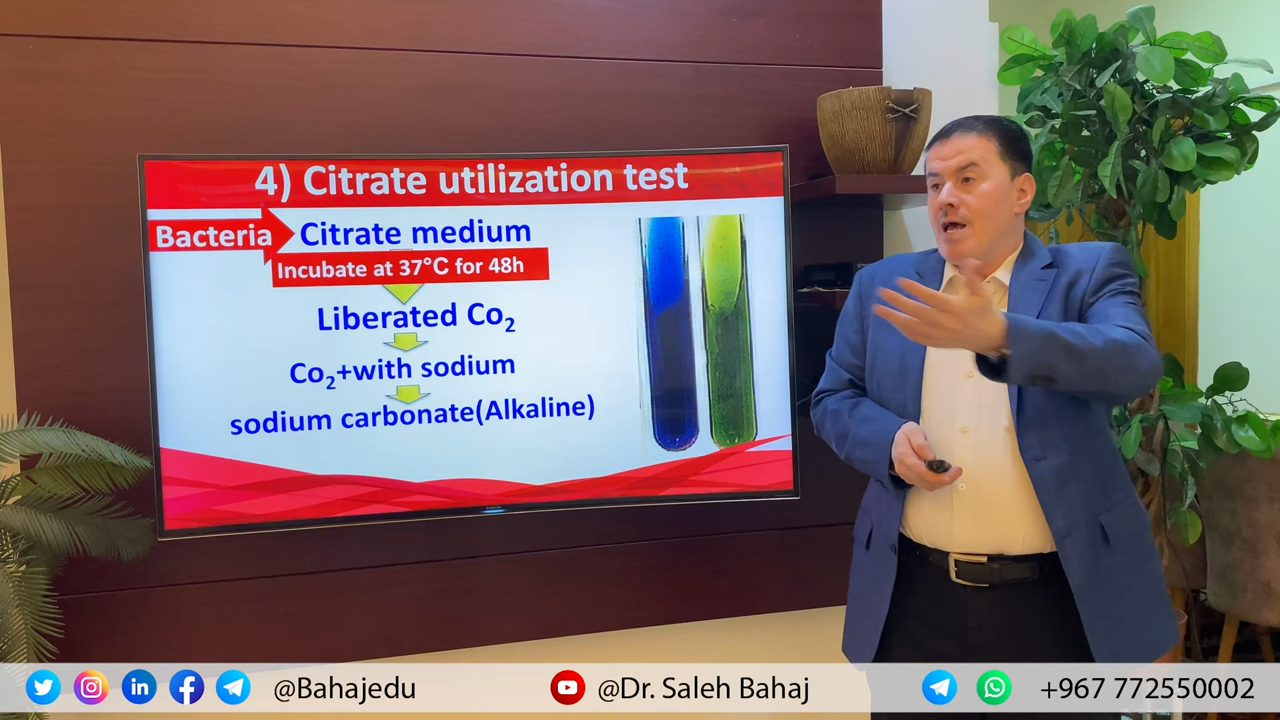 4) Citrate utilization test
Bacteria
Citrate medium
Incubate at 37°C for 48h
Liberated Co₂
Co₂+with sodium
sodium carbonate(Alkaline)
@Bahajedu
@Dr. Saleh Bahaj
+967 772550002